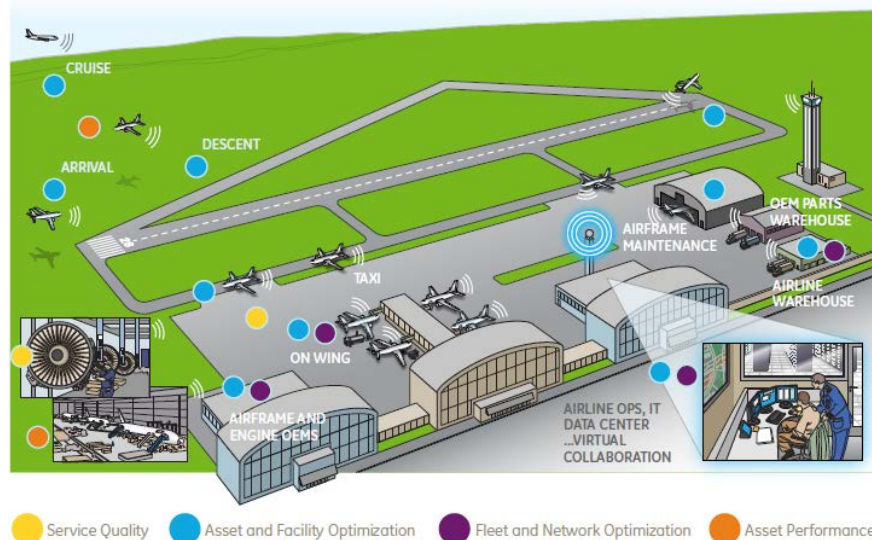 CRUISE
DESCENT
ARRIVAL
OEM PARTS
WAREHOUSE
AIRFRAME
MAINTENANCE
TAXI
AIRLINE
WAREHOUSE
ON WING
AIRFRAME AND
ENGINE OEMS
AIRLINE OPS, IT
DATA CENTER
...VIRTUAL
COLLABORATION
Service Quality
Asset and Facility Optimization
Fleet and Network Optimization
Asset Performance